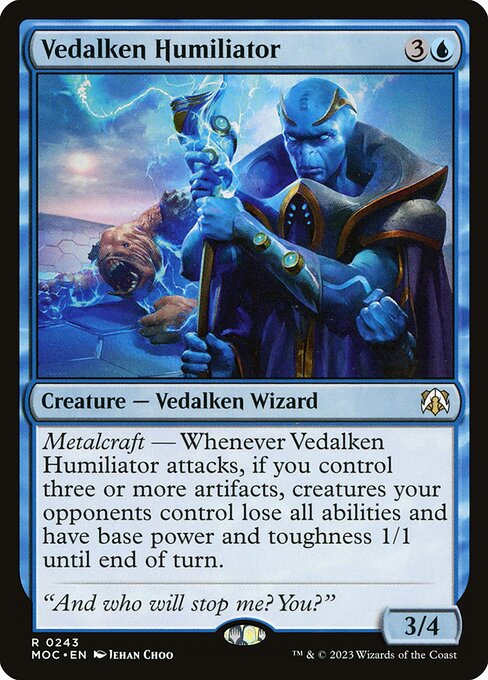 Vedalken Humiliator 3
Creature — Vedalken Wizard
Metalcraft — Whenever Vedalken
Humiliator attacks, if you control
three or more artifacts, creatures your
opponents control lose all abilities and
have base power and toughness 1/1
until end of turn.
“And who will stop me? You?”
3/4
R 0243
MOC • EN Jehan Choo
™ & © 2023 Wizards of the Coast